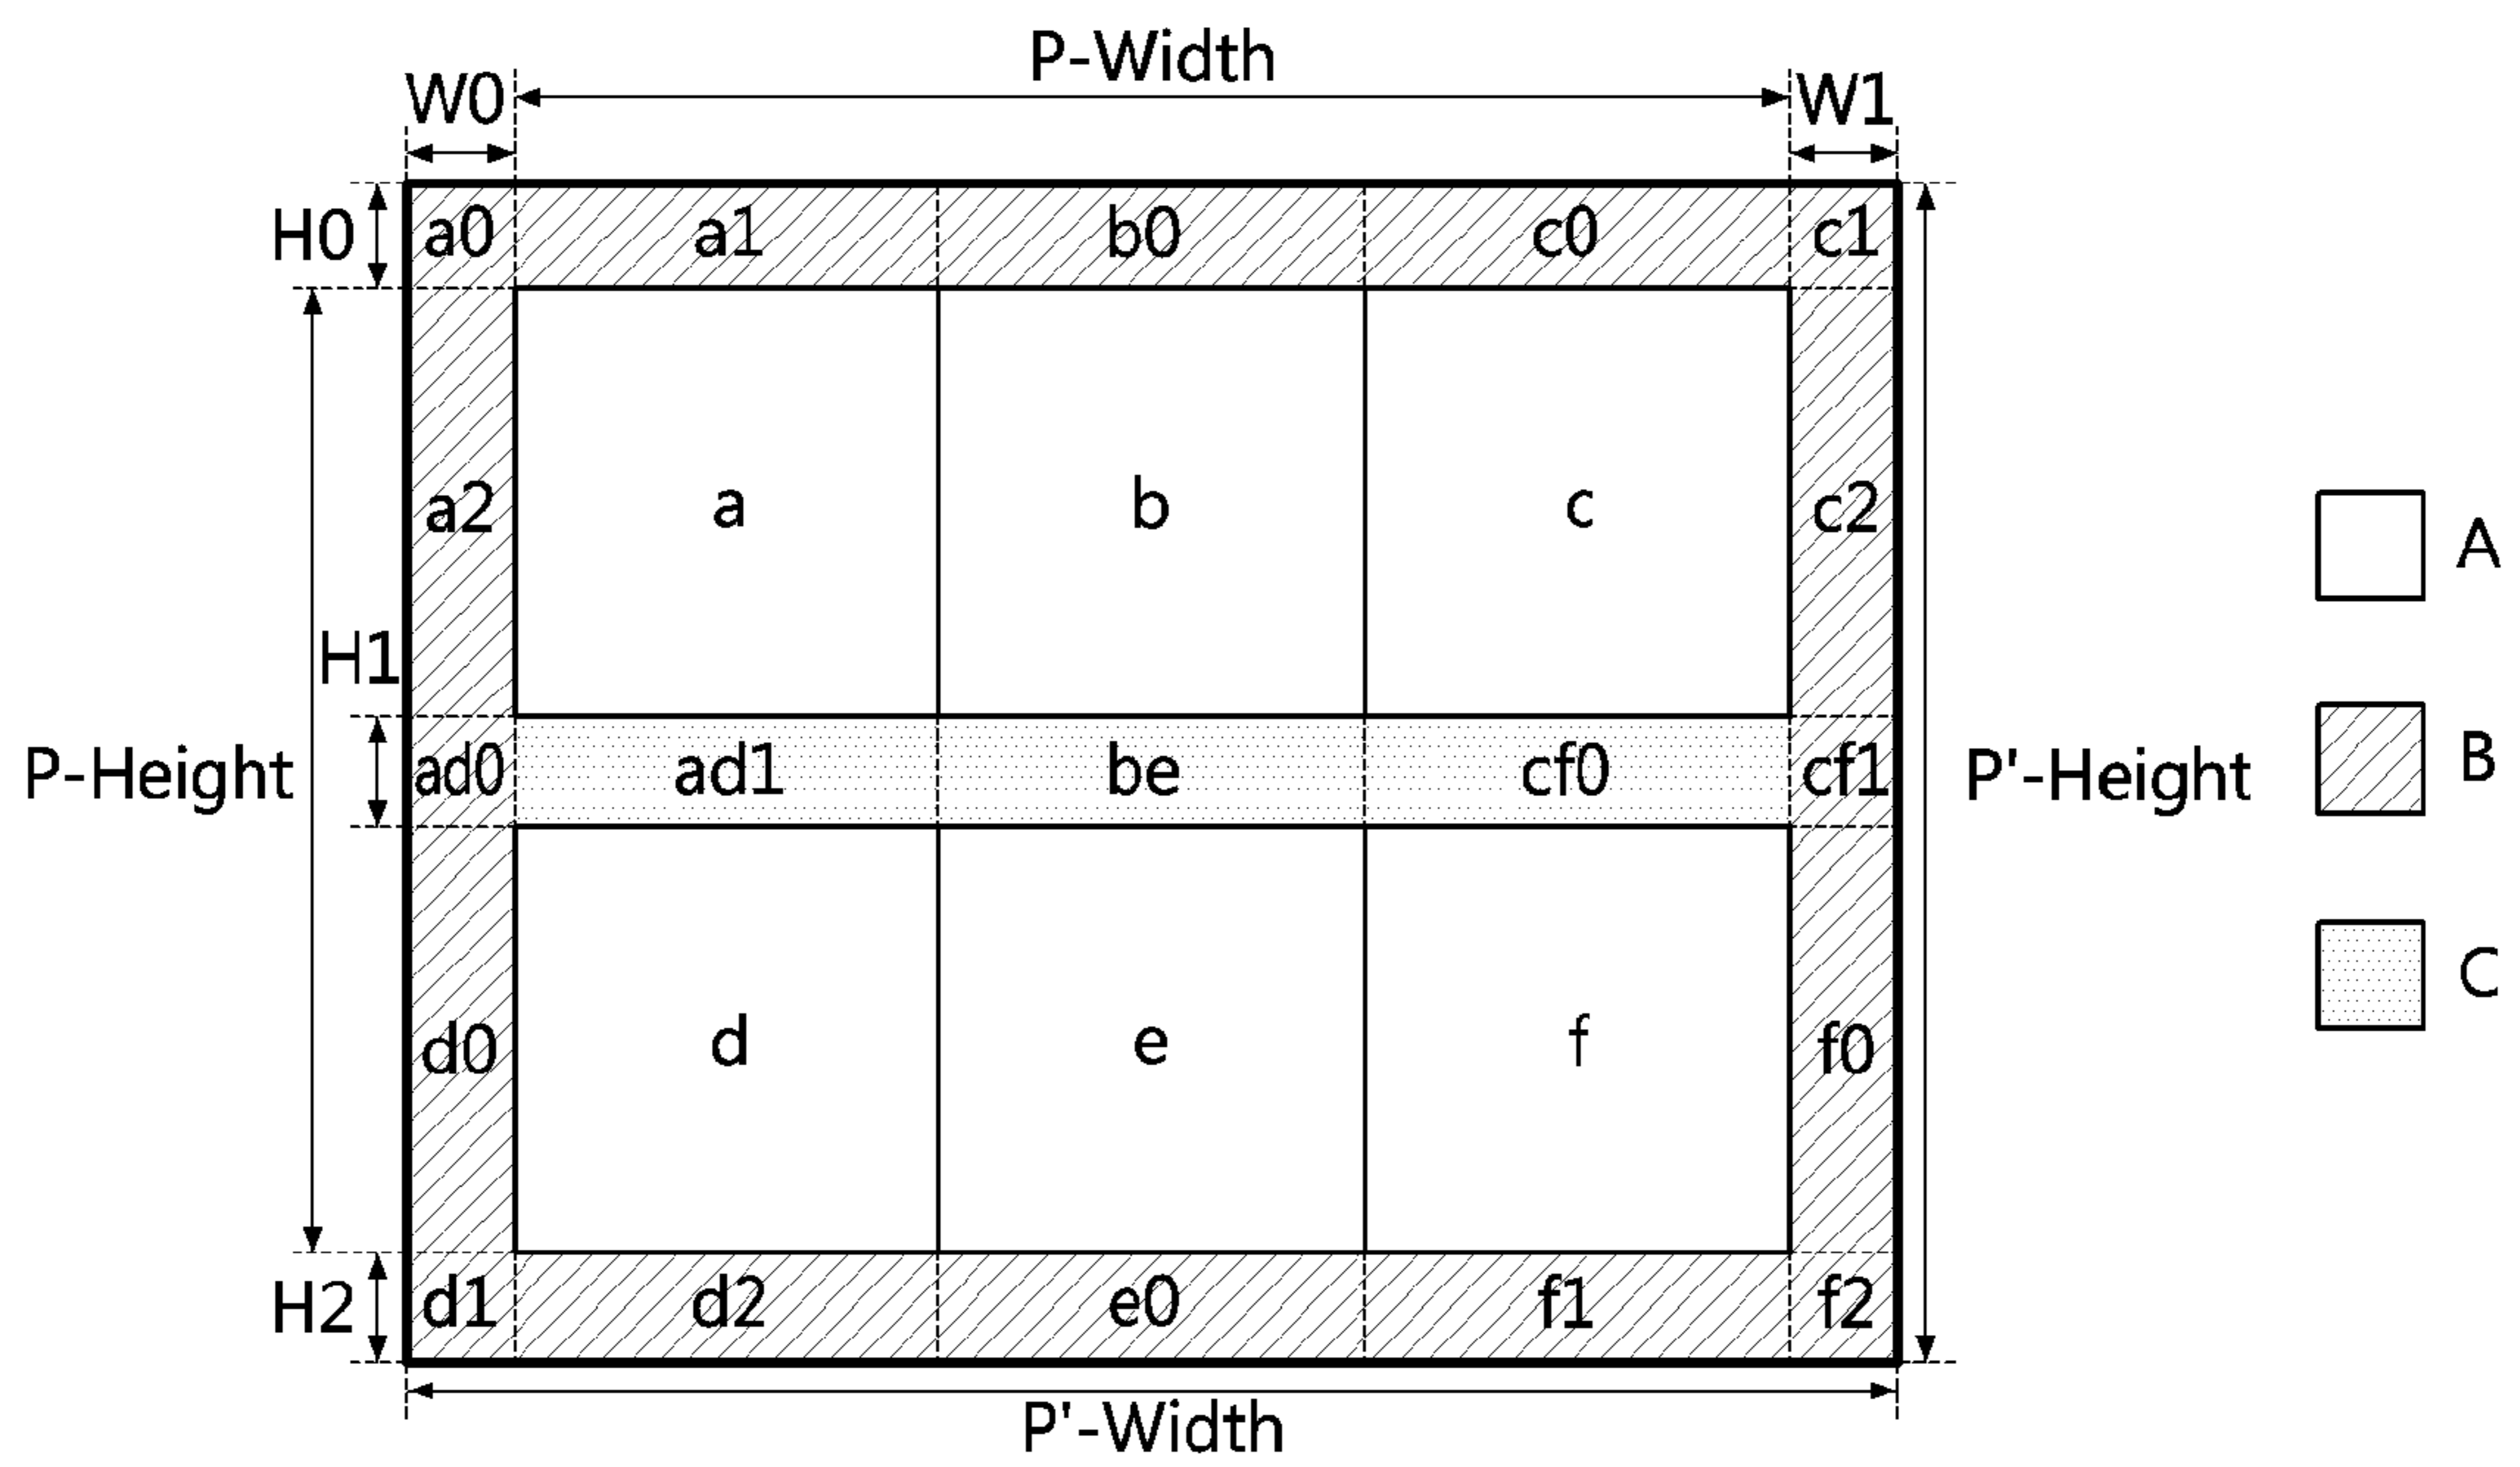 P-Width
W0
W1
H0
a0
a1
b0
c0
c1
a2
a
b
c
c2
A
H1
P-Height
ad0
ad1
be
cf0
cf1
P'-Height
B
C
d0
d
e
f
f0
H2
d1
d2
e0
f1
f2
P'-Width